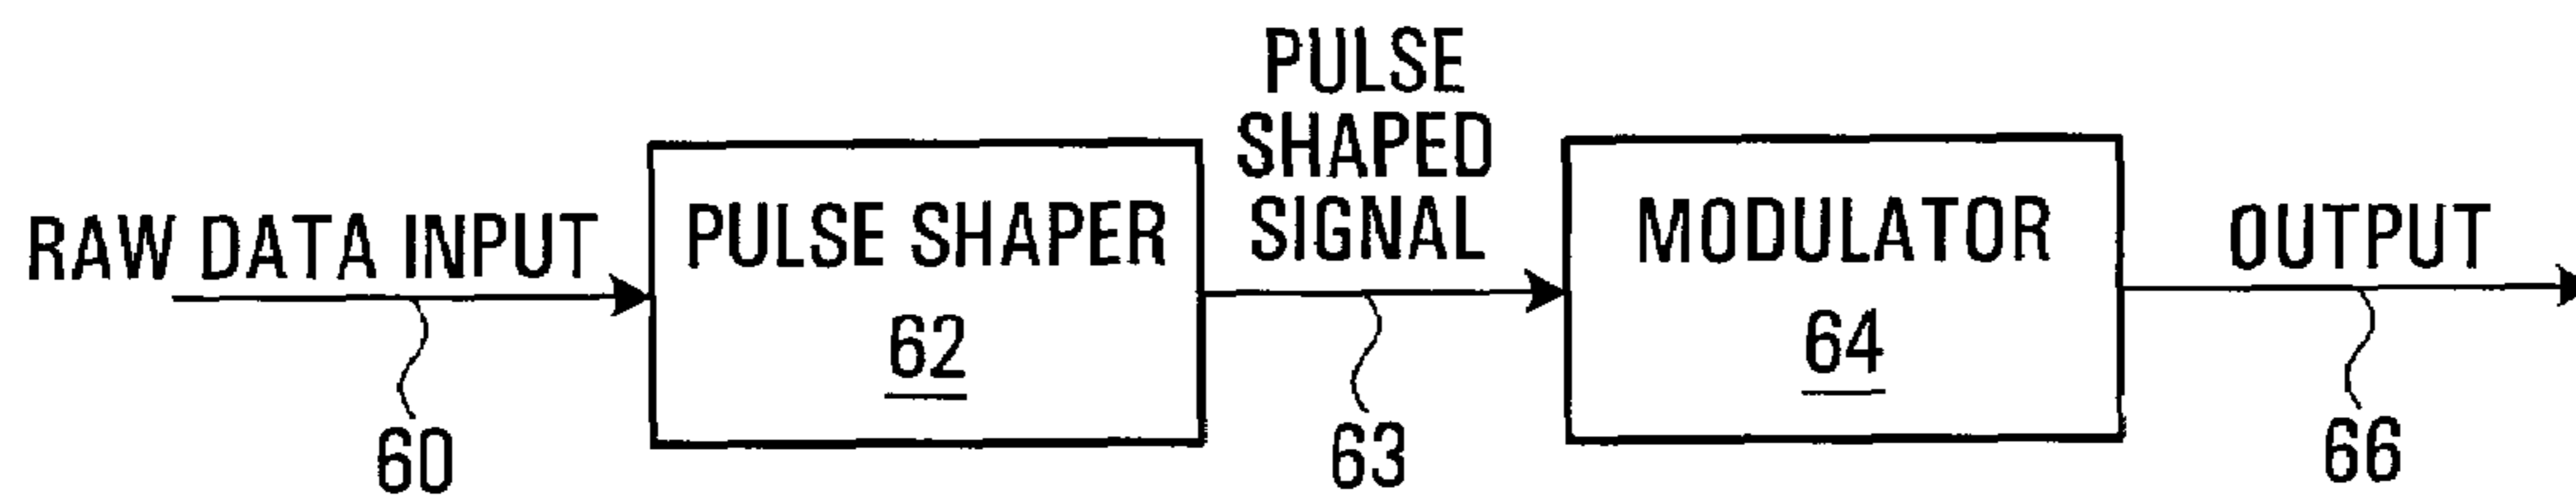 RAW DATA INPUT
60
PULSE SHAPER
62
PULSE
SHAPED
SIGNAL
63
MODULATOR
64
OUTPUT
66